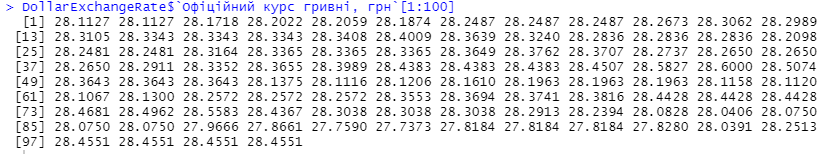 > DollarExchangeRate$`Офіційний курс гривні, грн`[1:100]
[1] 28.1127 28.1127 28.1718 28.2022 28.2059 28.1874 28.2487 28.2487 28.2487 28.2673 28.3062 28.2989
[13] 28.3105 28.3343 28.3343 28.3343 28.3408 28.4009 28.3639 28.3240 28.2836 28.2836 28.2836 28.2098
[25] 28.2481 28.2481 28.3164 28.3365 28.3365 28.3365 28.3649 28.3762 28.3707 28.2737 28.2650 28.2650
[37] 28.2650 28.2911 28.3352 28.3655 28.3989 28.4383 28.4383 28.4383 28.4507 28.5827 28.6000 28.5074
[49] 28.3643 28.3643 28.3643 28.1375 28.1116 28.1206 28.1610 28.1963 28.1963 28.1963 28.1158 28.1120
[61] 28.1067 28.1300 28.2572 28.2572 28.2572 28.3553 28.3694 28.3741 28.3816 28.4428 28.4428 28.4428
[73] 28.4681 28.4962 28.5583 28.4367 28.3038 28.3038 28.3038 28.2913 28.2394 28.0828 28.0406 28.0750
[85] 28.0750 28.0750 27.9666 27.8661 27.7590 27.7373 27.8184 27.8184 27.8184 27.8280 28.0391 28.2513
[97] 28.4551 28.4551 28.4551 28.4551